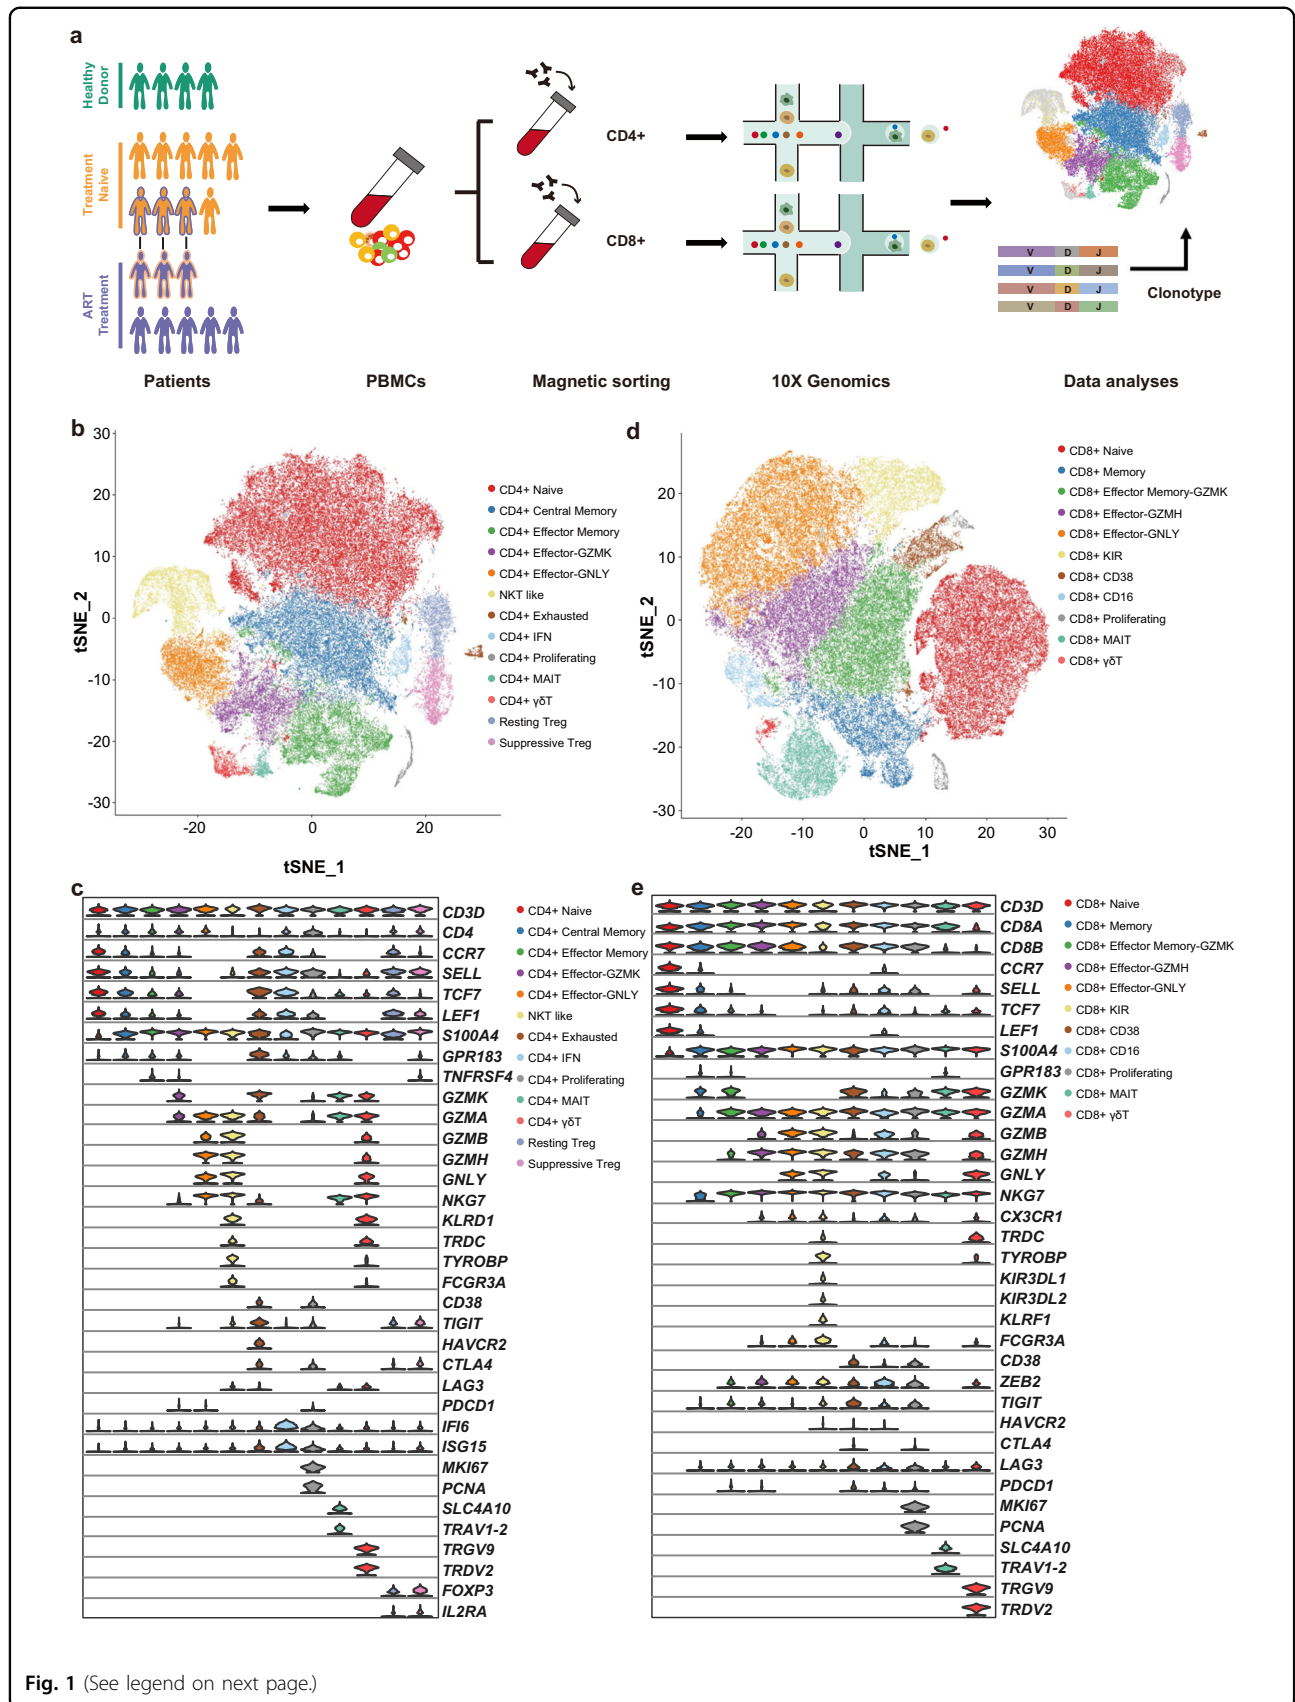 a
Healthy
Donor
Treatment
Naive
ART
Treatment
CD4+
CD8+
V D J
V D J
V D J
V D J
Clonotype
Patients
PBMCs
Magnetic sorting
10X Genomics
Data analyses
b
30
20
10
0
-10
-20
-30
tSNE_2
-20 0 20
tSNE_1
CD4+ Naive
CD4+ Central Memory
CD4+ Effector Memory
CD4+ Effector-GZMK
CD4+ Effector-GNLY
NKT like
CD4+ Exhausted
CD4+ IFN
CD4+ Proliferating
CD4+ MAIT
CD4+ γδT
Resting Treg
Suppressive Treg
d
20
10
0
-10
-20
-30
tSNE_2
-20 -10 0 10 20 30
tSNE_1
CD8+ Naive
CD8+ Memory
CD8+ Effector Memory-GZMK
CD8+ Effector-GZMH
CD8+ Effector-GNLY
CD8+ KIR
CD8+ CD38
CD8+ CD16
CD8+ Proliferating
CD8+ MAIT
CD8+ γδT
c
CD3D
CD4
CCR7
SELL
TCF7
LEF1
S100A4
GPR183
TNFRSF4
GZMK
GZMA
GZMB
GZMH
GNLY
NKG7
KLRD1
TRDC
TYROBP
FCGR3A
CD38
TIGIT
HAVCR2
CTLA4
LAG3
PDCD1
IFI6
ISG15
MKI67
PCNA
SLC4A10
TRAV1-2
TRGV9
TRDV2
FOXP3
IL2RA
CD4+ Naive
CD4+ Central Memory
CD4+ Effector Memory
CD4+ Effector-GZMK
CD4+ Effector-GNLY
NKT like
CD4+ Exhausted
CD4+ IFN
CD4+ Proliferating
CD4+ MAIT
CD4+ γδT
Resting Treg
Suppressive Treg
e
CD3D
CD8A
CD8B
CCR7
SELL
TCF7
LEF1
S100A4
GPR183
GZMK
GZMA
GZMB
GZMH
GNLY
NKG7
CX3CR1
TRDC
TYROBP
KIR3DL1
KIR3DL2
KLRF1
FCGR3A
CD38
ZEB2
TIGIT
HAVCR2
CTLA4
LAG3
PDCD1
MKI67
PCNA
SLC4A10
TRAV1-2
TRGV9
TRDV2
CD8+ Naive
CD8+ Memory
CD8+ Effector Memory-GZMK
CD8+ Effector-GZMH
CD8+ Effector-GNLY
CD8+ KIR
CD8+ CD38
CD8+ CD16
CD8+ Proliferating
CD8+ MAIT
CD8+ γδT
Fig. 1 (See legend on next page.)